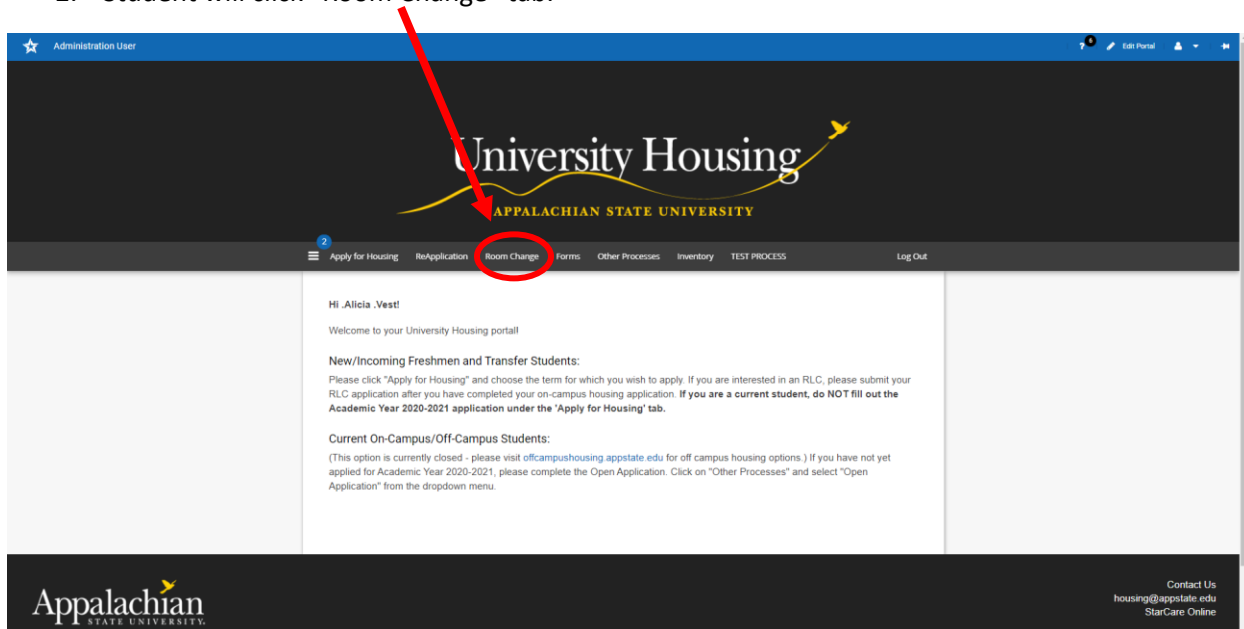 Student will click "Room Change" tab.
Administration User
? 6 Edit Portal
University Housing
APPALACHIAN STATE UNIVERSITY
2
Apply for Housing ReApplication Room Change Forms Other Processes Inventory TEST PROCESS Log Out
Hi .Alicia .Vest!
Welcome to your University Housing portal!
New/Incoming Freshmen and Transfer Students:
Please click "Apply for Housing" and choose the term for which you wish to apply. If you are interested in an RLC, please submit your
RLC application after you have completed your on-campus housing application. If you are a current student, do NOT fill out the
Academic Year 2020-2021 application under the 'Apply for Housing' tab.
Current On-Campus/Off-Campus Students:
(This option is currently closed - please visit offcampushousing.appstate.edu for off campus housing options.) If you have not yet
applied for Academic Year 2020-2021, please complete the Open Application. Click on "Other Processes" and select "Open
Application" from the dropdown menu.
Appalachian
STATE UNIVERSITY.
Contact Us
housing@appstate.edu
StarCare Online